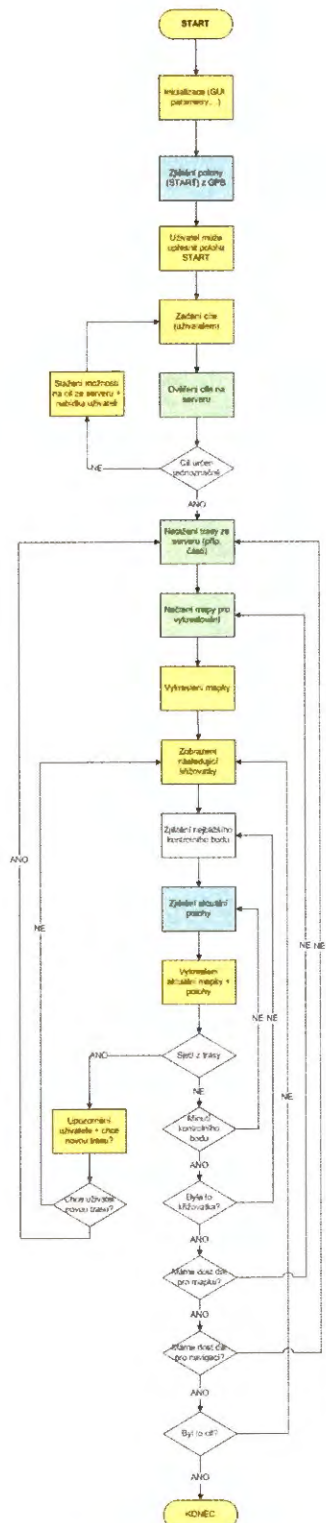 START
Inicializace (GUI
parametry, ...)
Zjištění polohy
(START) z GPS
Uživatel může
upřesnit polohu
START
Zadání cíle
(uživatelem)
Stažení možností
na cíl ze serveru +
nabídka uživateli
Ověření cíle na
serveru
NE
Cíl určen
jednoznačně
ANO
Načtení trasy ze
serveru (příp.
části)
Načtení mapy pro
vykreslování
Vykreslení mapky
Zobrazení
následující
křižovatky
ANO
NE
Zjištění nejbližšího
kontrolního bodu
Zjištění aktuální
polohy
Vykreslení
aktuální mapky +
polohy
NE
NE
NE
NE
ANO
Sjetí z trasy
NE
Upozornění
uživatele + chce
novou trasu?
Minutí
kontrolního
bodu
ANO
Chce uživatel
novou trasu?
Byla to
křižovatka?
ANO
Máme dost dat
pro mapku?
ANO
Máme dost dat
pro navigaci?
ANO
Byl to cíl?
ANO
KONEC